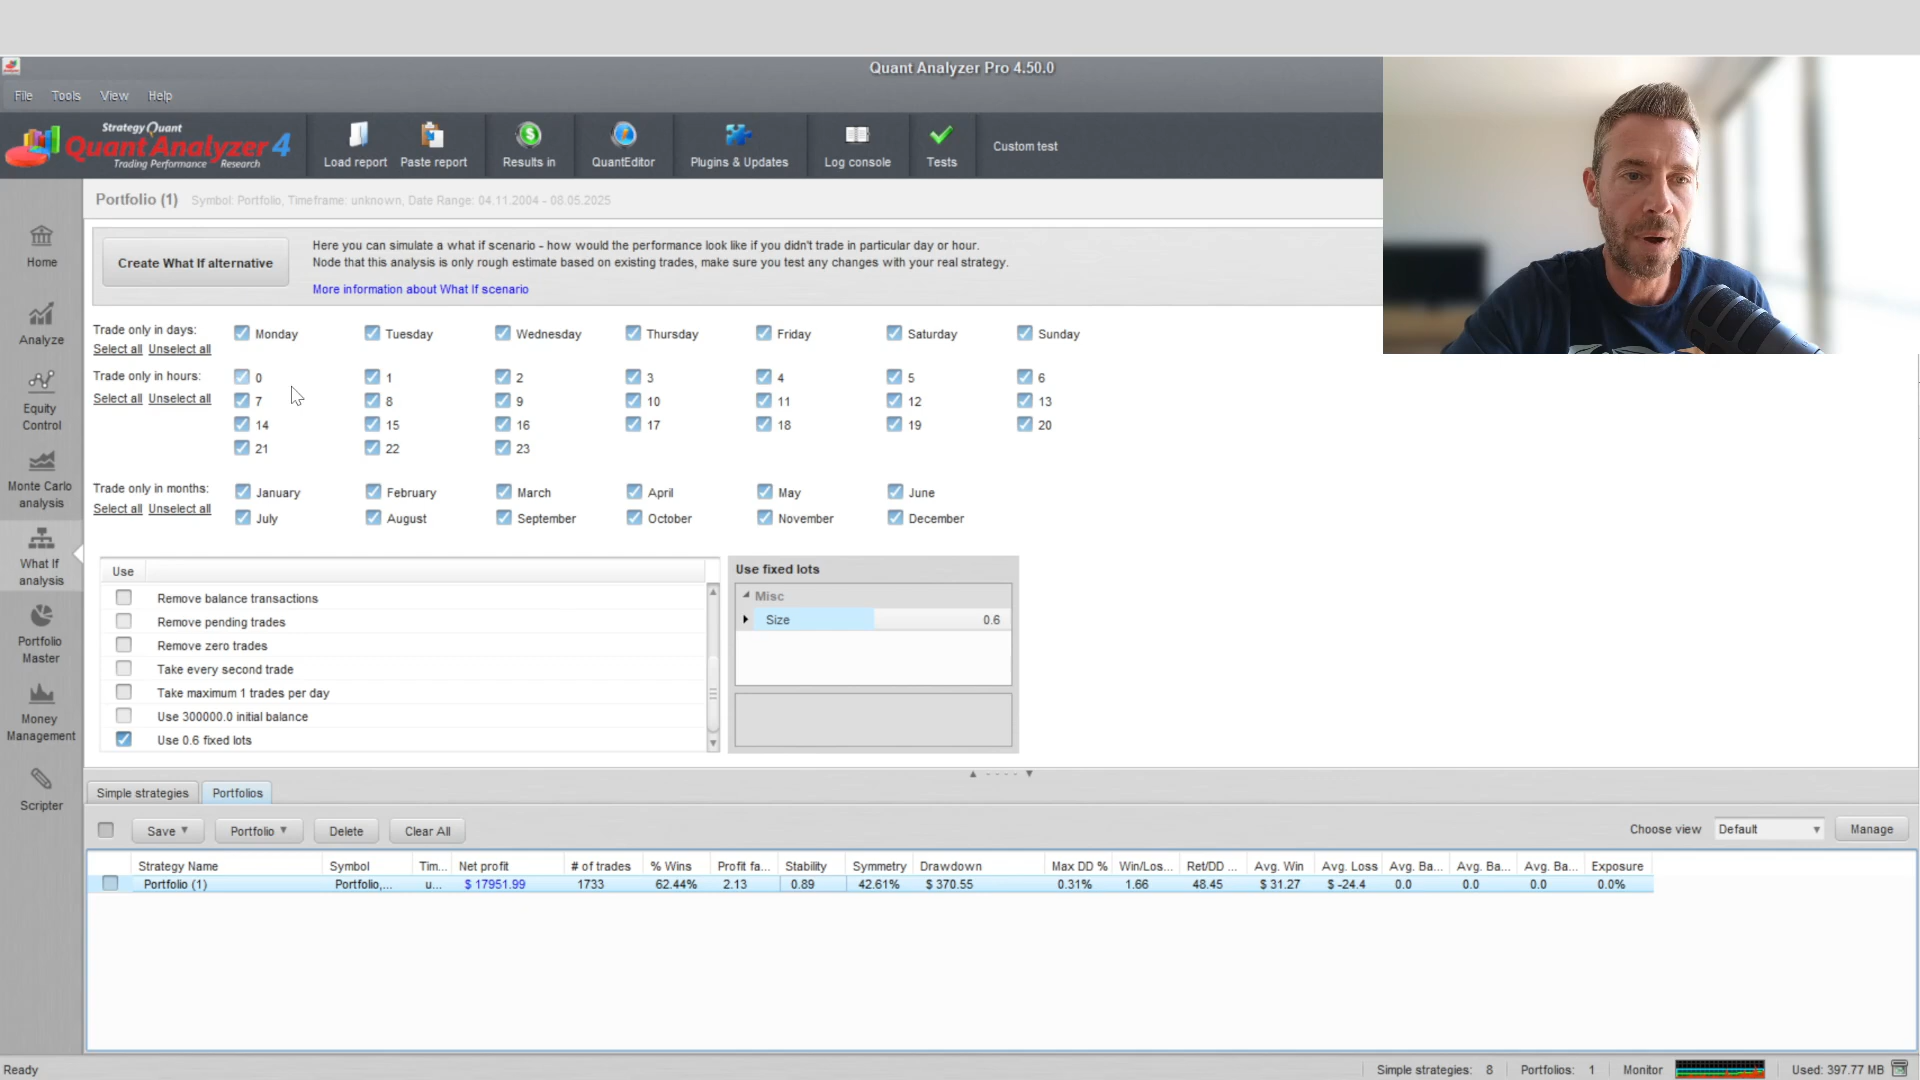 Quant Analyzer Pro 4.50.0
File Tools View Help
Strategy Quant
QuantAnalyzer 4
Trading Performance Research
Load report Paste report Results in QuantEditor Plugins & Updates Log console Tests Custom test
Portfolio (1) Symbol: Portfolio, Timeframe: unknown, Date Range: 04.11.2004 - 08.05.2025
Home
Analyze
Equity
Control
Monte Carlo
analysis
What If
analysis
Portfolio
Master
Money
Management
Scripter
Create What If alternative
Here you can simulate a what if scenario - how would the performance look like if you didn't trade in particular day or hour.
Node that this analysis is only rough estimate based on existing trades, make sure you test any changes with your real strategy.
More information about What If scenario
Trade only in days: Monday Tuesday Wednesday Thursday Friday Saturday Sunday
Select all Unselect all
Trade only in hours: 0 1 2 3 4 5 6
Select all Unselect all 7 8 9 10 11 12 13
14 15 16 17 18 19 20
21 22 23
Trade only in months: January February March April May June
Select all Unselect all July August September October November December
Use
Remove balance transactions
Remove pending trades
Remove zero trades
Take every second trade
Take maximum 1 trades per day
Use 300000.0 initial balance
Use 0.6 fixed lots
Use fixed lots
Misc
Size 0.6
Simple strategies Portfolios
Save Portfolio Delete Clear All Choose view Default Manage
Strategy Name Symbol Tim... Net profit # of trades % Wins Profit fa... Stability Symmetry Drawdown Max DD % Win/Los... Ret/DD ... Avg. Win Avg. Loss Avg. Ba... Avg. Ba... Avg. Ba... Exposure
Portfolio (1) Portfolio,... u... $ 17951.99 1733 62.44% 2.13 0.89 42.61% $ 370.55 0.31% 1.66 48.45 $ 31.27 $ -24.4 0.0 0.0 0.0 0.0%
Ready Simple strategies: 8 Portfolios: 1 Monitor Used: 397.77 MB